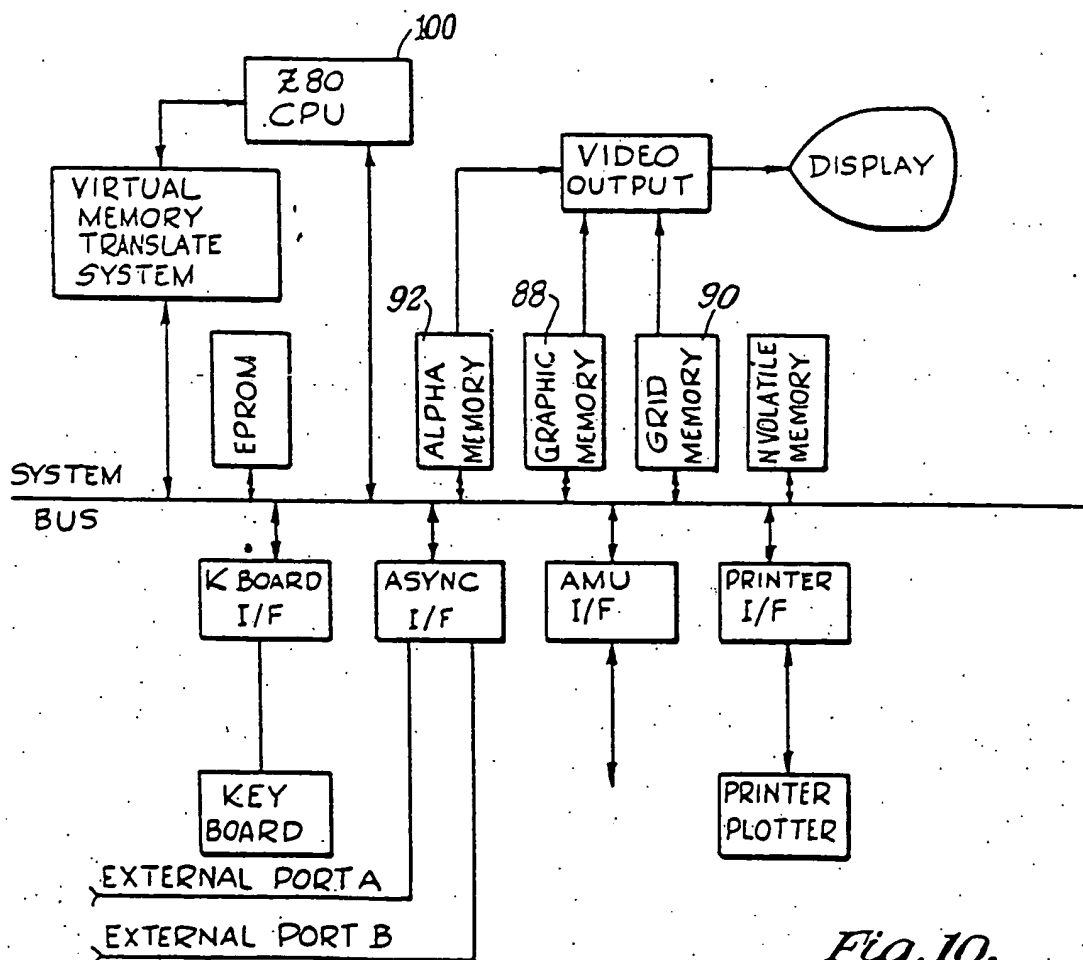 100
Z80
CPU
VIRTUAL
MEMORY
TRANSLATE
SYSTEM
VIDEO
OUTPUT
DISPLAY
92
88
90
EPROM
ALPHA
MEMORY
GRAPHIC
MEMORY
GRID
MEMORY
NVOLATILE
MEMORY
SYSTEM
BUS
K BOARD
I/F
ASYNC
I/F
AMU
I/F
PRINTER
I/F
KEY
BOARD
PRINTER
PLOTTER
EXTERNAL PORT A
EXTERNAL PORT B
Fig. 10.